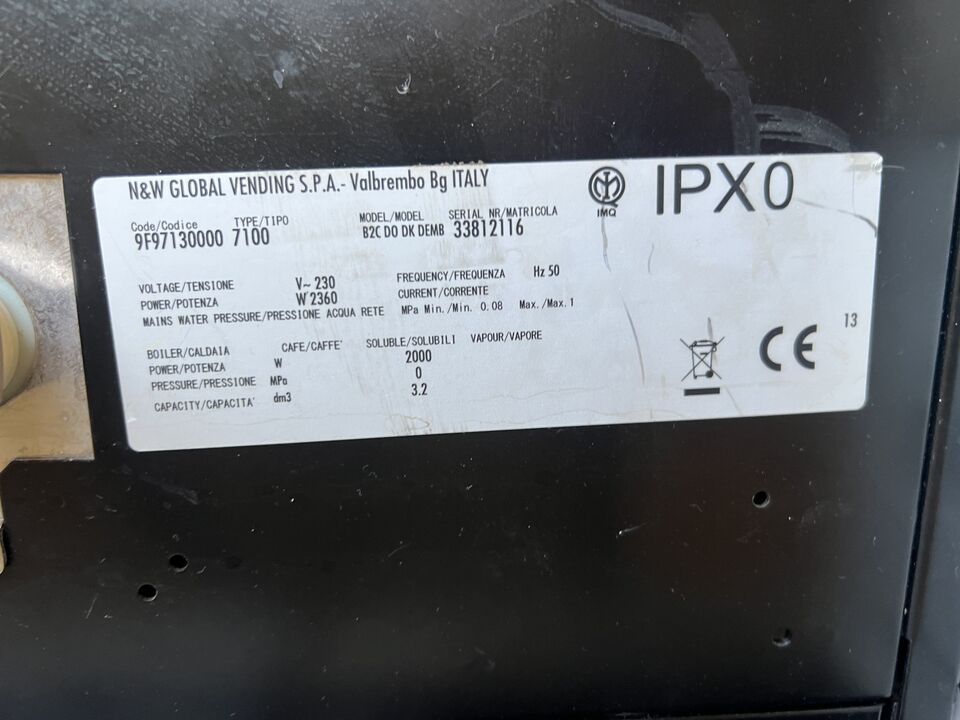 N&W GLOBAL VENDING S.P.A.- Valbrembo Bg ITALY
IMQ
IPX0
Code/Codice TYPE/TIPO MODEL/MODEL SERIAL NR/MATRICOLA
9F97130000 7100 B2C DO DK DEMB 33812116
VOLTAGE/TENSIONE V~ 230 FREQUENCY/FREQUENZA Hz 50
POWER/POTENZA W 2360 CURRENT/CORRENTE
MAINS WATER PRESSURE/PRESSIONE ACQUA RETE MPa Min./Min. 0.08 Max./Max. 1
13
BOILER/CALDAIA CAFE/CAFFE' SOLUBLE/SOLUBILI VAPOUR/VAPORE
POWER/POTENZA W 2000
PRESSURE/PRESSIONE MPa 0
CAPACITY/CAPACITA' dm3 3.2
CE